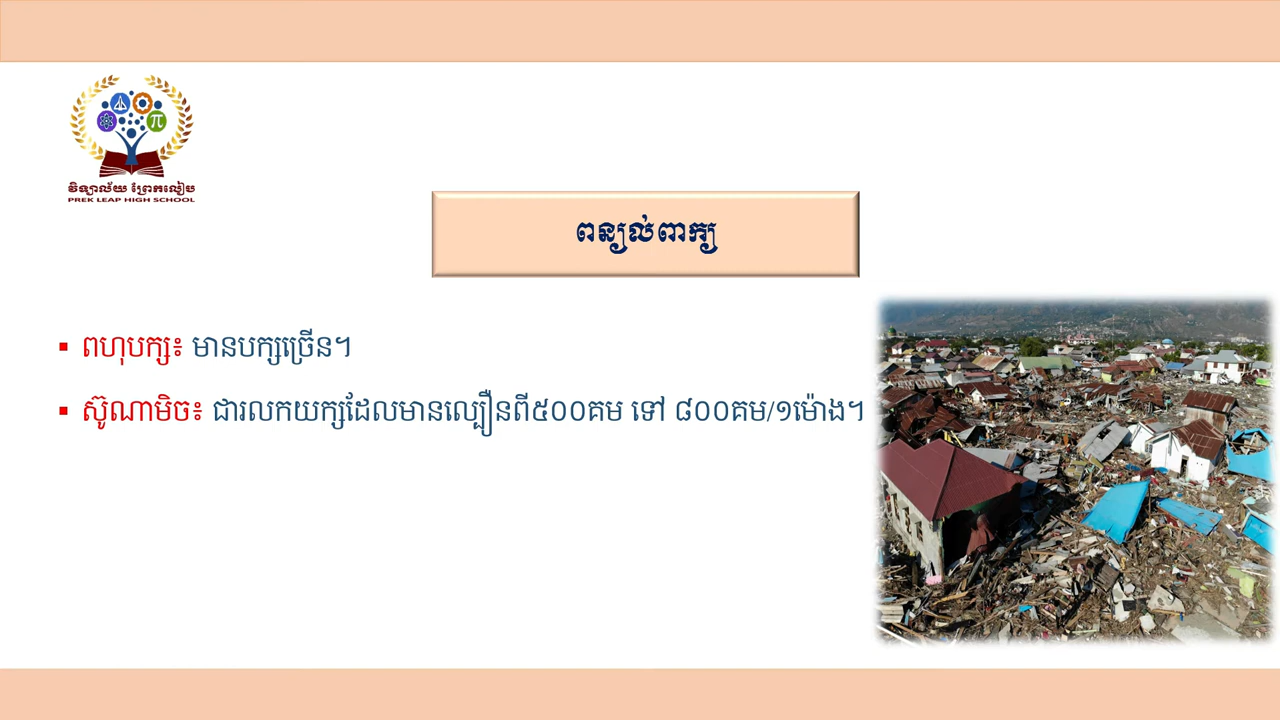 វិទ្យាល័យ ព្រែកលៀប
PREK LEAP HIGH SCHOOL
ពន្យល់ពាក្យ
▪ ពហុបក្ស៖ មានបក្សច្រើន។
▪ ស៊ូណាមិច៖ ជារលកយក្សដែលមានល្បឿនពី៥០០គម ទៅ ៨០០គម/១ម៉ោង។